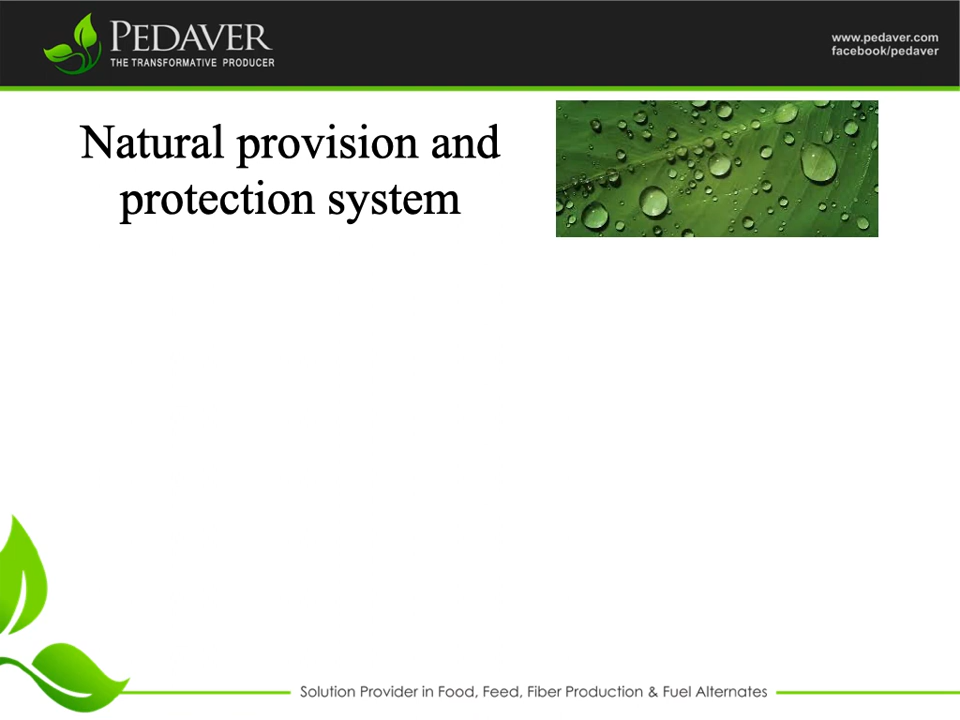 PEDAVER
THE TRANSFORMATIVE PRODUCER
www.pedaver.com
facebook/pedaver
Natural provision and
protection system
Solution Provider in Food, Feed, Fiber Production & Fuel Alternates